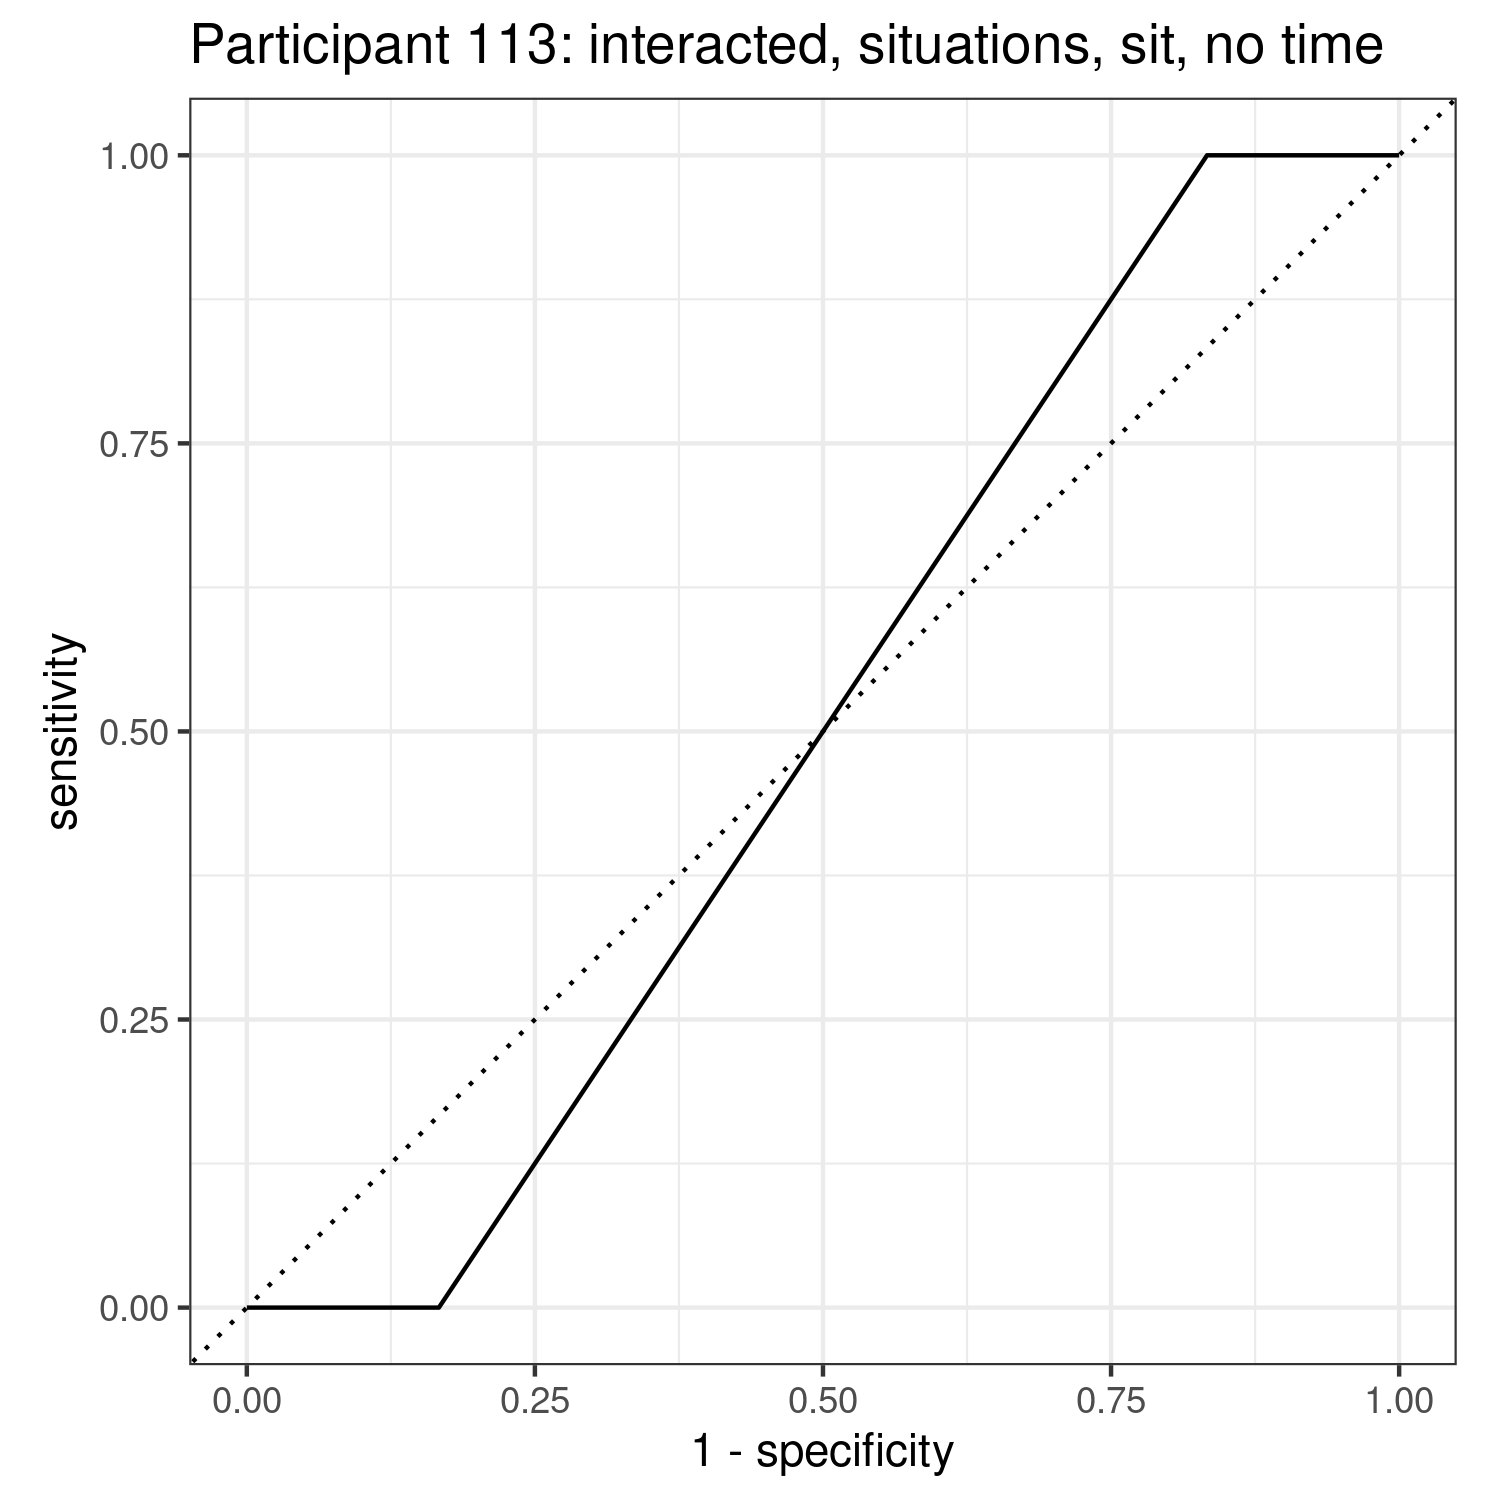 Participant 113: interacted, situations, sit, no time
1.00
0.75
0.50
0.25
0.00
sensitivity
0.00 0.25 0.50 0.75 1.00
1 - specificity